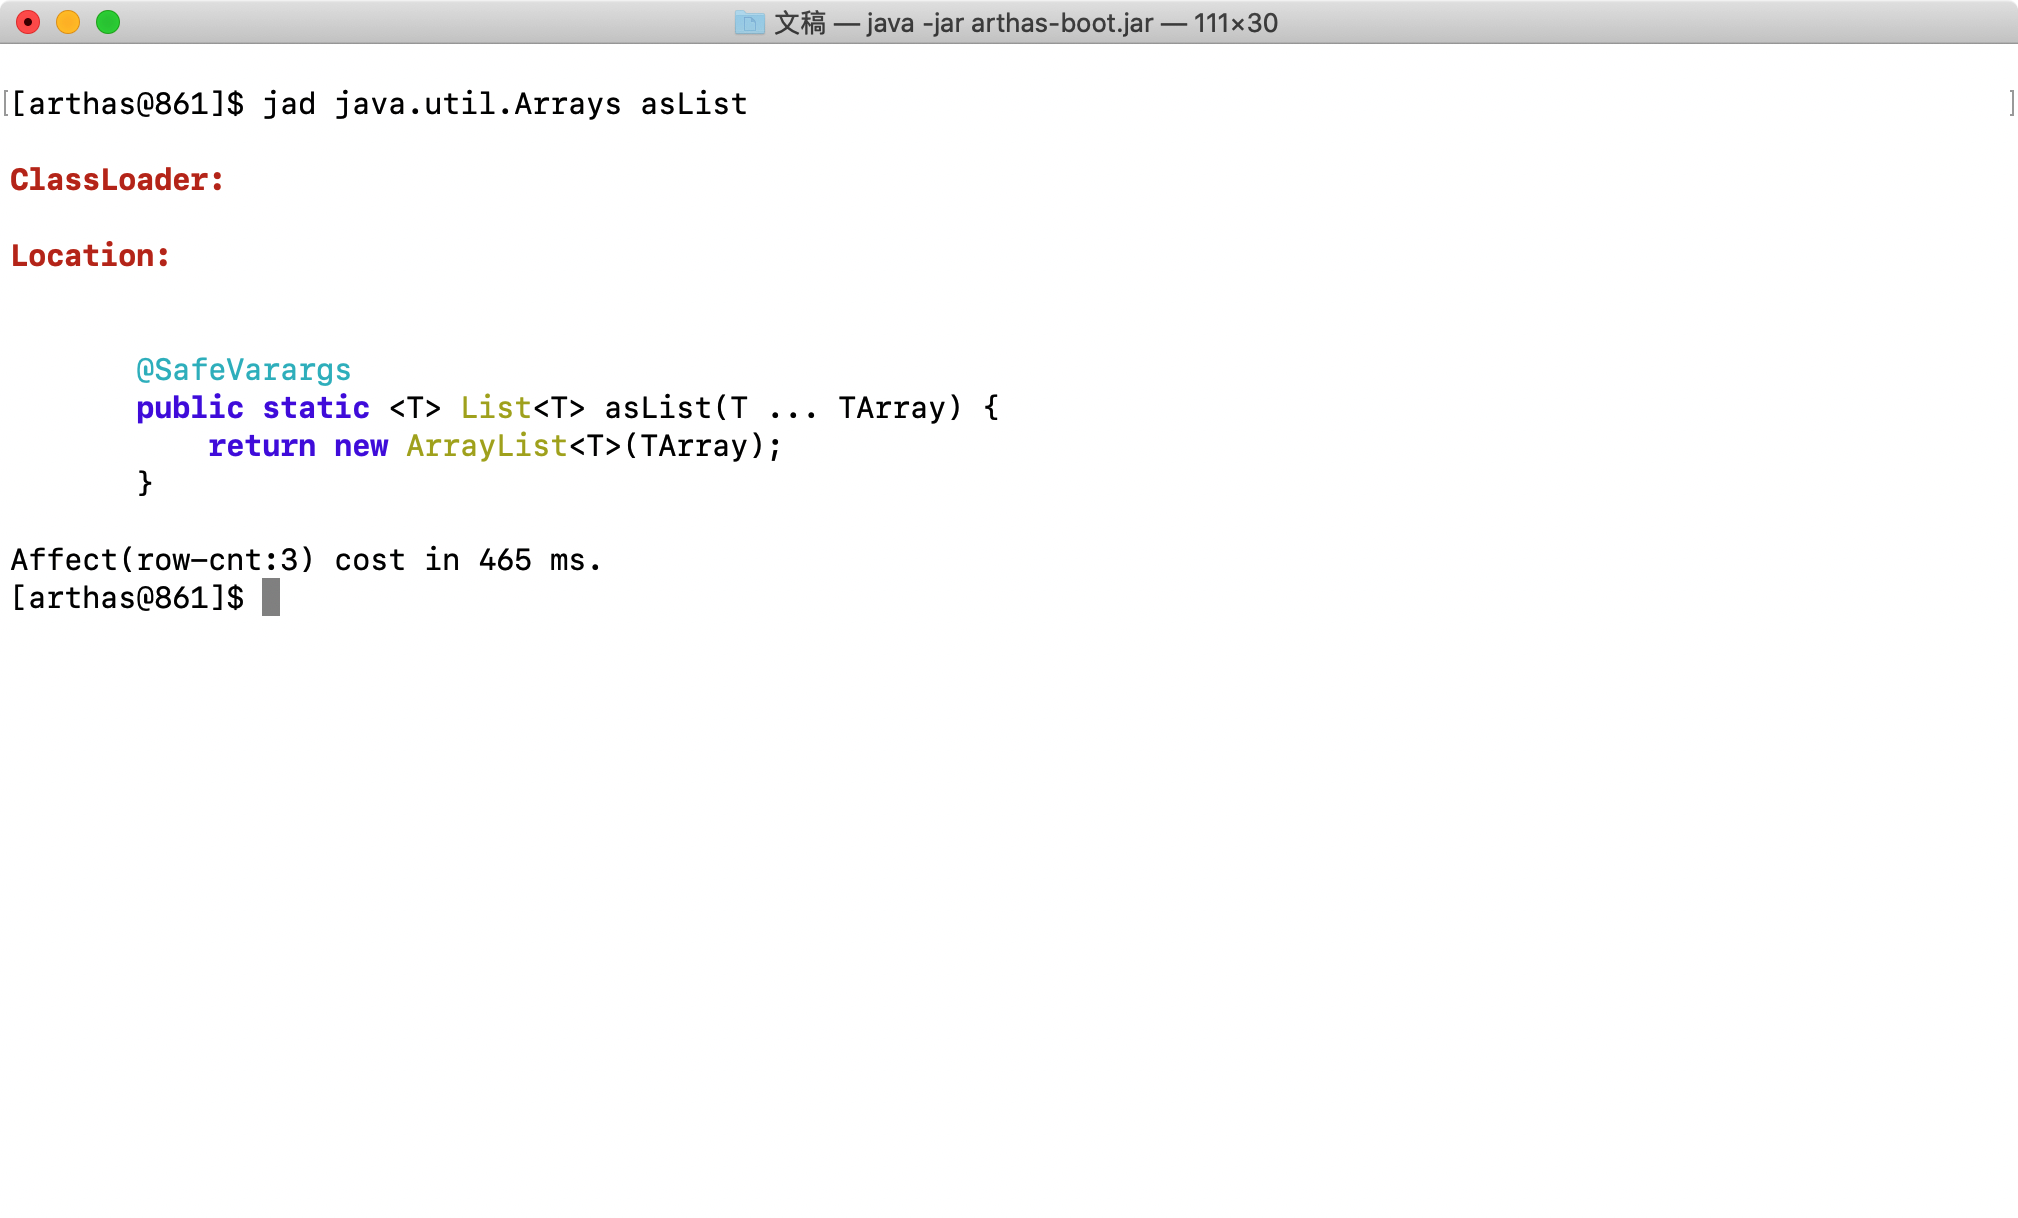 文稿 — java -jar arthas-boot.jar — 111×30
[[arthas@861]$ jad java.util.Arrays asList ]
ClassLoader:
Location:
@SafeVarargs
public static <T> List<T> asList(T ... TArray) {
return new ArrayList<T>(TArray);
}
Affect(row-cnt:3) cost in 465 ms.
[arthas@861]$